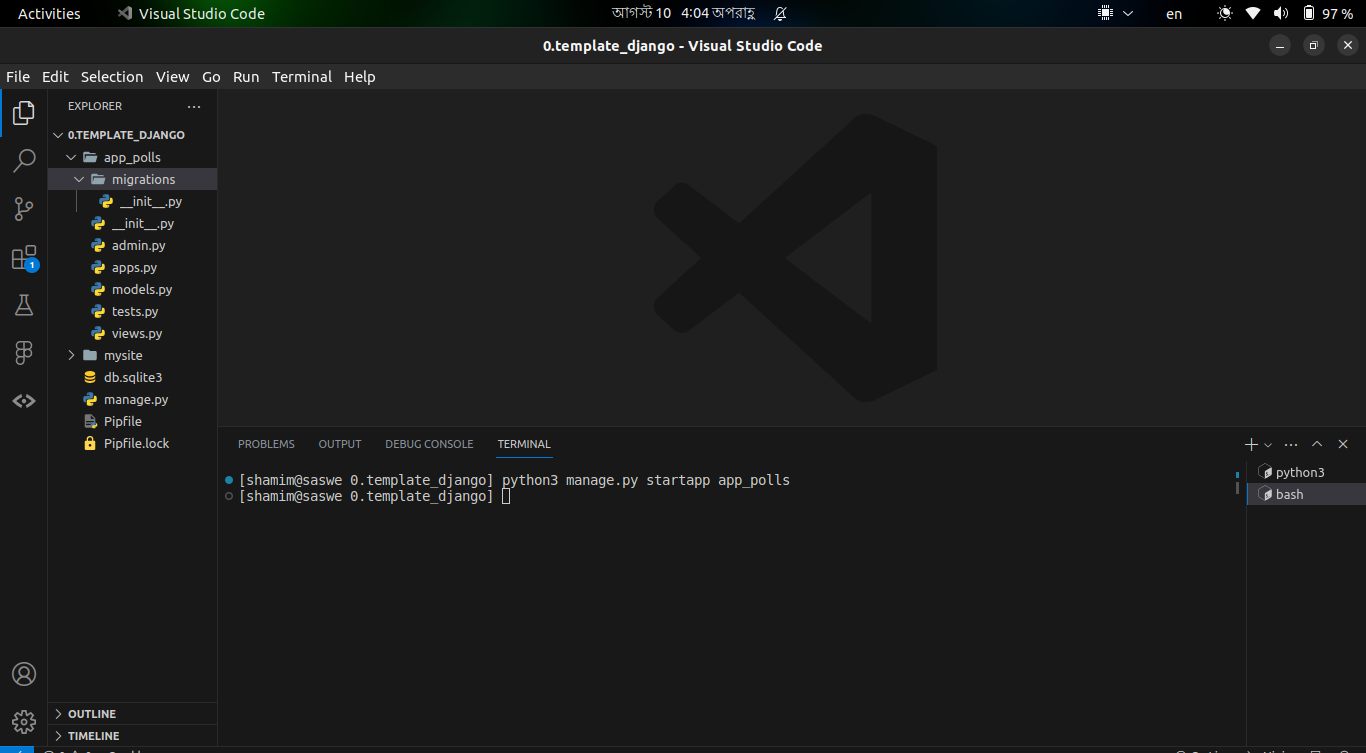 Activities
Visual Studio Code
আগস্ট 10 4:04 অপরাহ্ণ
en
97 %
0.template_django - Visual Studio Code
File Edit Selection View Go Run Terminal Help
EXPLORER
0.TEMPLATE_DJANGO
app_polls
migrations
__init__.py
__init__.py
admin.py
apps.py
models.py
tests.py
views.py
mysite
db.sqlite3
manage.py
Pipfile
Pipfile.lock
1
OUTLINE
TIMELINE
PROBLEMS OUTPUT DEBUG CONSOLE TERMINAL
[shamim@saswe 0.template_django] python3 manage.py startapp app_polls
[shamim@saswe 0.template_django]
python3
bash